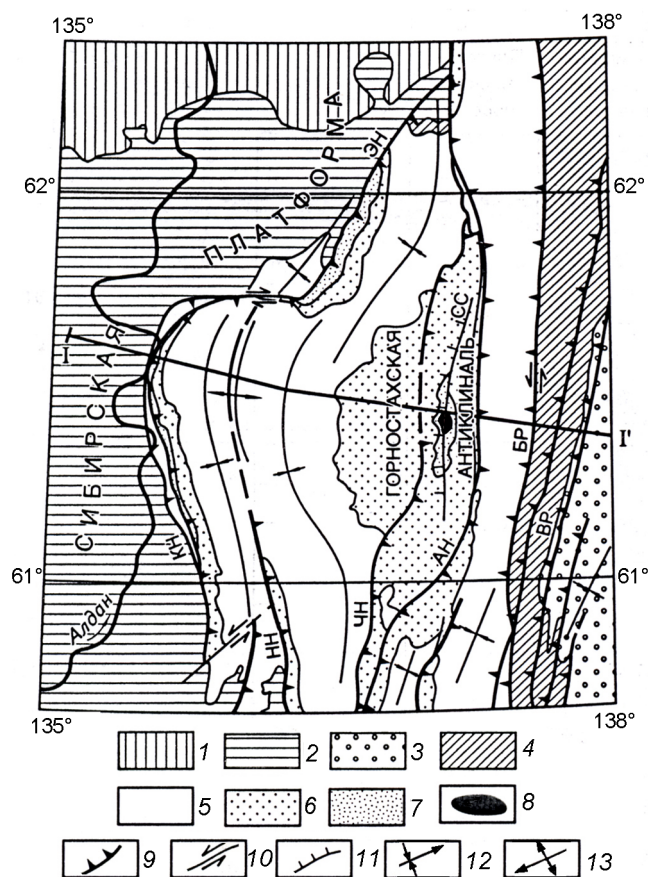 135°
138°
62°
62°
ЭН
ПЛАТФОРМА
СС
I
СИБИРСКАЯ
ГОРНОСТАХСКАЯ
АНТИКЛИНАЛЬ
БР
I'
ВР
КН
АН
61°
61°
Алдан
НН
ЧН
135°
138°
1 2 3 4
5 6 7 8
9 10 11 12 13